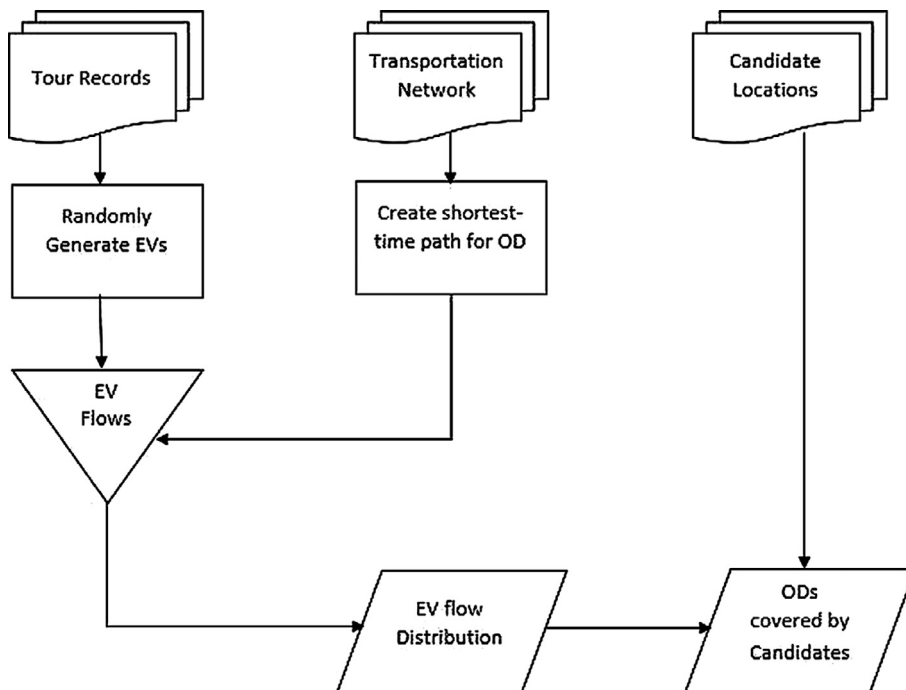 Tour Records
Transportation
Network
Candidate
Locations
Randomly
Generate EVs
Create shortest-
time path for OD
EV
Flows
EV flow
Distribution
ODs
covered by
Candidates